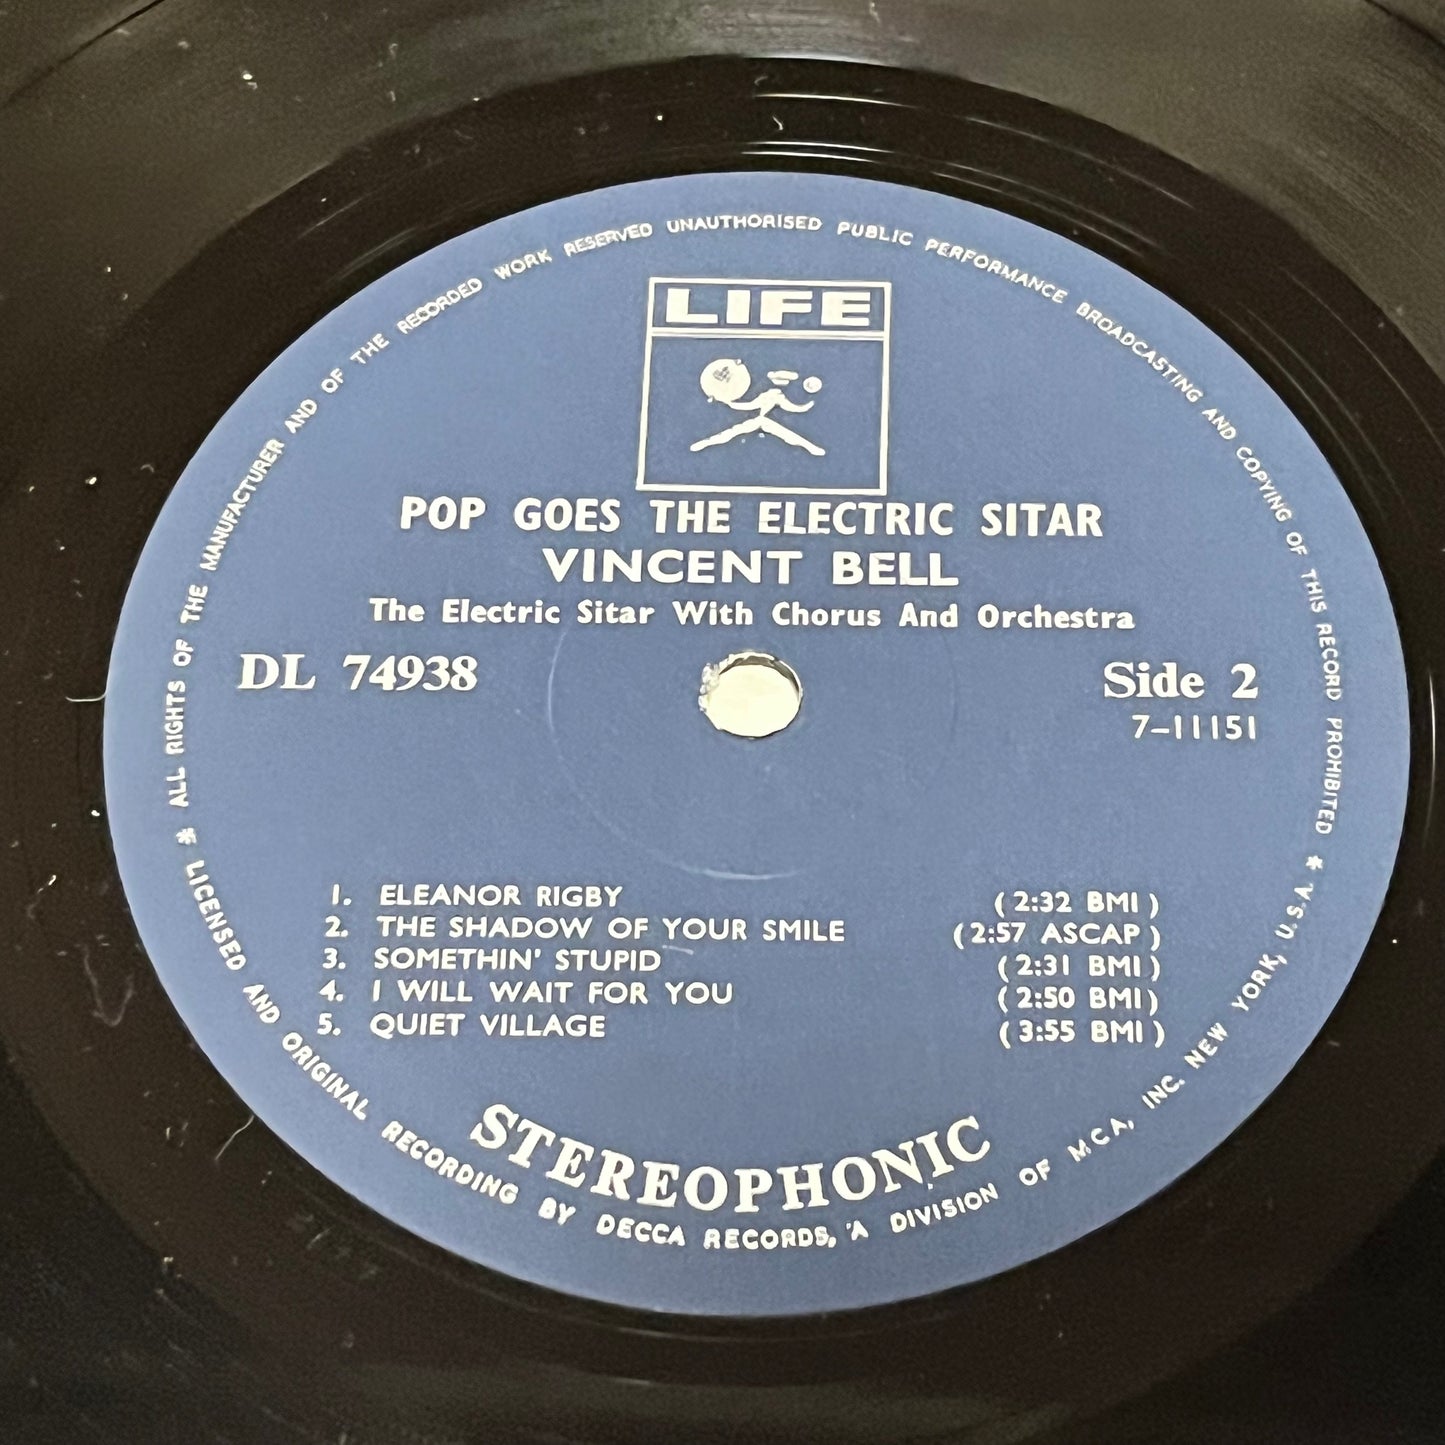 ALL RIGHTS OF THE MANUFACTURER AND OF THE RECORDED WORK RESERVED UNAUTHORISED PUBLIC PERFORMANCE BROADCASTING AND COPYING OF THIS RECORD PROHIBITED *
LIFE
POP GOES THE ELECTRIC SITAR
VINCENT BELL
The Electric Sitar With Chorus And Orchestra
DL 74938
Side 2
7-11151
1. ELEANOR RIGBY (2:32 BMI)
2. THE SHADOW OF YOUR SMILE (2:57 ASCAP)
3. SOMETHIN' STUPID (2:31 BMI)
4. I WILL WAIT FOR YOU (2:50 BMI)
5. QUIET VILLAGE (3:55 BMI)
STEREOPHONIC
* LICENSED AND ORIGINAL RECORDING BY DECCA RECORDS, 'A DIVISION OF M.C.A, INC. NEW YORK, U.S.A.